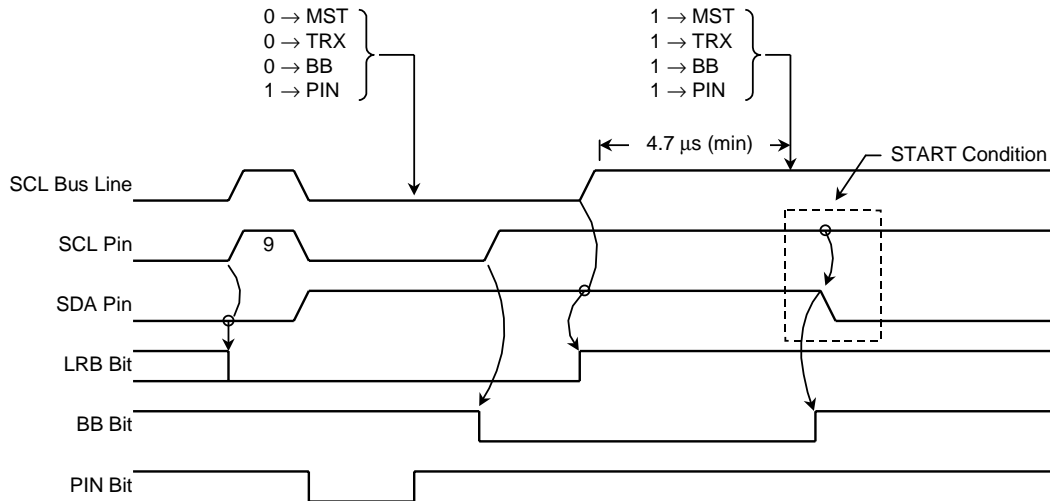 0 → MST
0 → TRX
0 → BB
1 → PIN
1 → MST
1 → TRX
1 → BB
1 → PIN
4.7 μs (min)
START Condition
SCL Bus Line
SCL Pin
9
SDA Pin
LRB Bit
BB Bit
PIN Bit